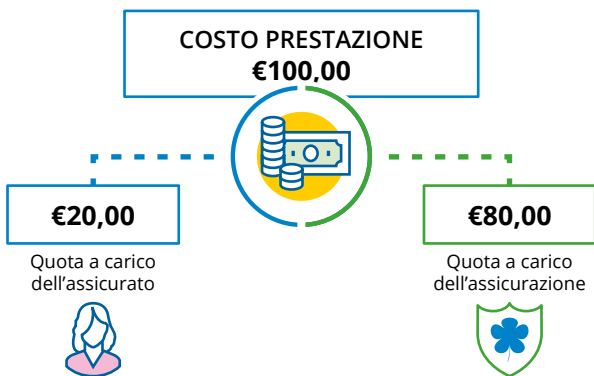 COSTO PRESTAZIONE
€100,00
€20,00
€80,00
Quota a carico
dell’assicurato
Quota a carico
dell’assicurazione